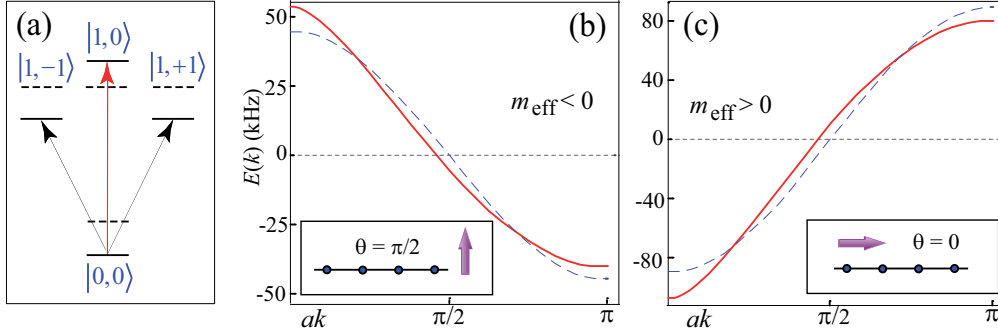 (a)
|1,0⟩
|1,−1⟩
|1,+1⟩
|0,0⟩
(b)
E(k) (kHz)
50
25
0
-25
-50
m_eff < 0
θ = π/2
ak
π/2
π
(c)
80
40
0
-40
-80
m_eff > 0
θ = 0
ak
π/2
π